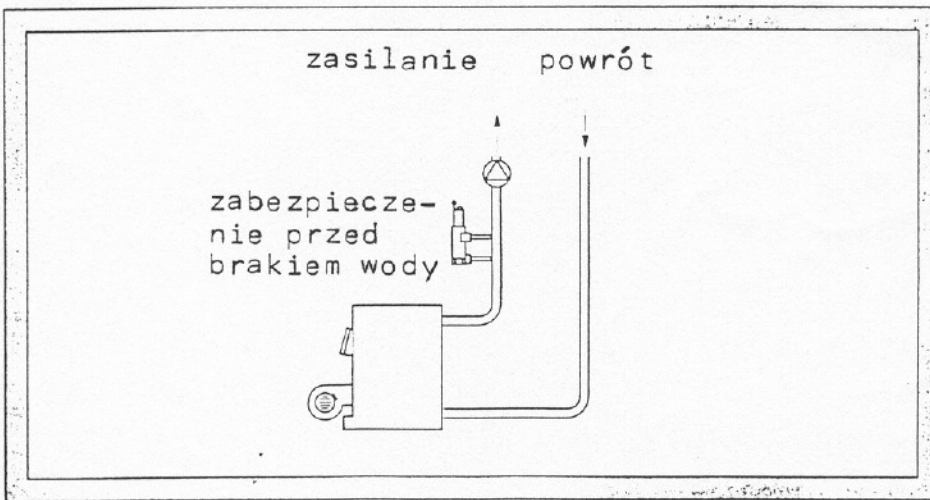 zasilanie powrót
zabezpiecze-
nie przed
brakiem wody